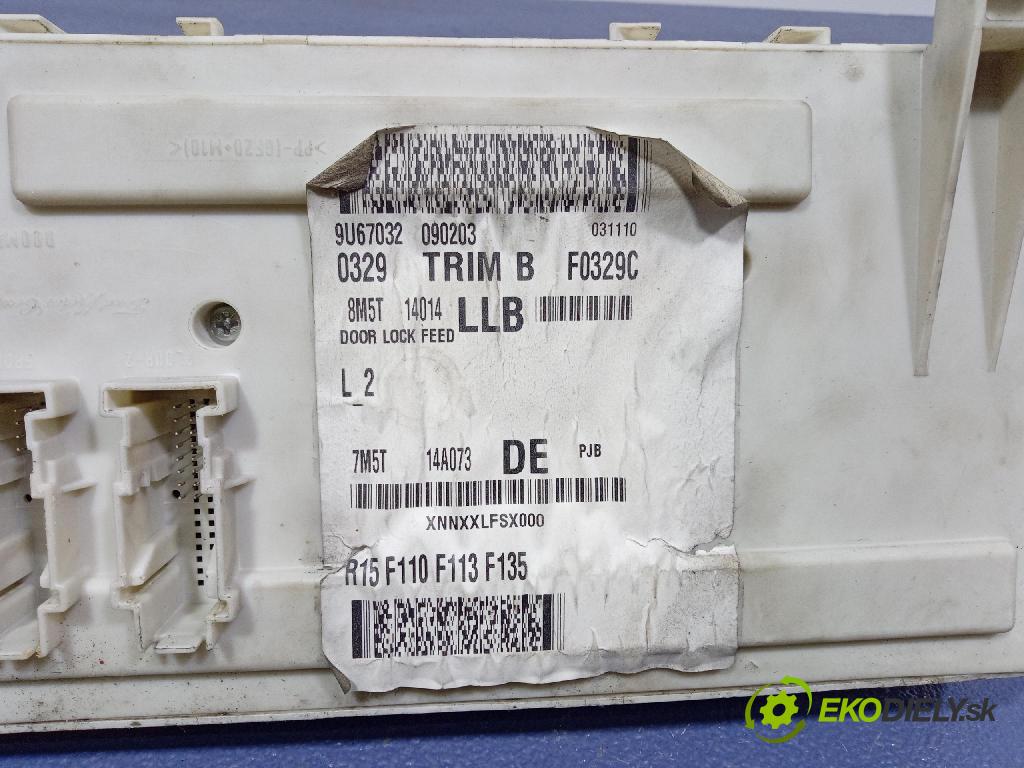 >PP-(GF20+M10)<
9U67032 090203 031110
0329 TRIM B F0329C
8M5T 14014 LLB
DOOR LOCK FEED
L_2
7M5T 14A073 DE PJB
XNNXXLFSX000
R15 F110 F113 F135
EKODIELY.sk